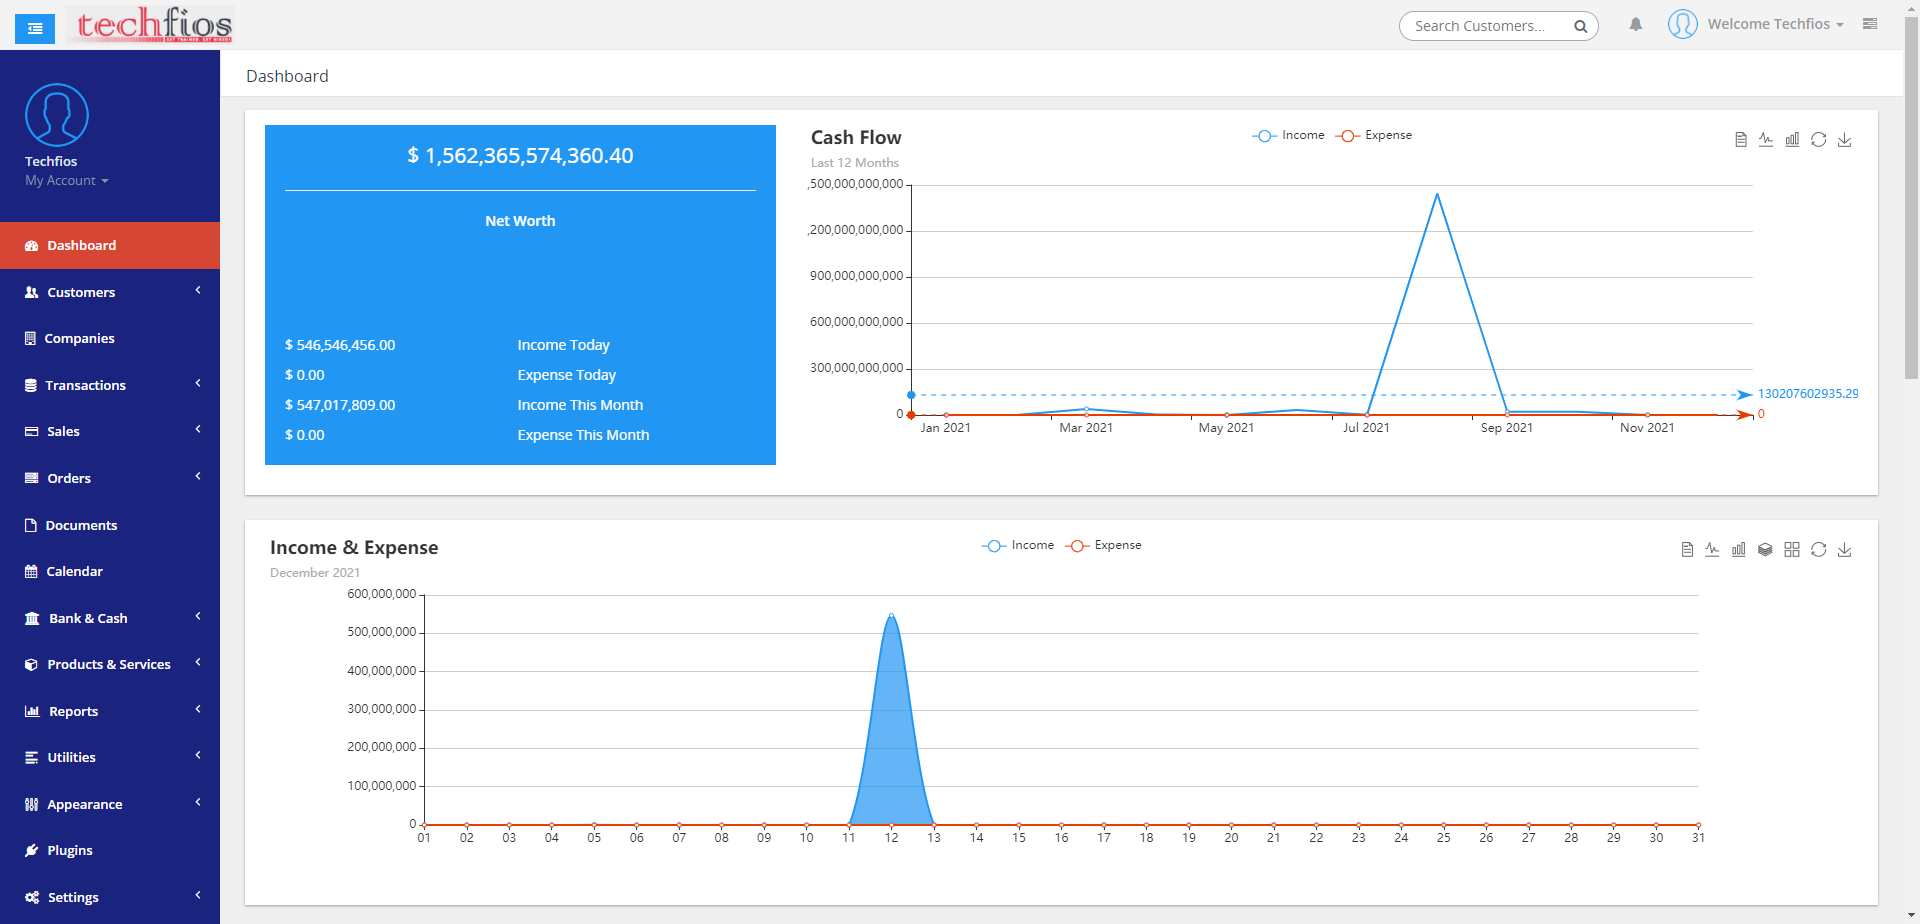 techfios
GET TRAINED. GET HIRED!
Search Customers...
Welcome Techfios
Techfios
My Account
Dashboard
Customers
Companies
Transactions
Sales
Orders
Documents
Calendar
Bank & Cash
Products & Services
Reports
Utilities
Appearance
Plugins
Settings
Dashboard
$ 1,562,365,574,360.40
Net Worth
$ 546,546,456.00 Income Today
$ 0.00 Expense Today
$ 547,017,809.00 Income This Month
$ 0.00 Expense This Month
Cash Flow
Last 12 Months
Income Expense
,500,000,000,000
,200,000,000,000
900,000,000,000
600,000,000,000
300,000,000,000
0
130207602935.29
0
Jan 2021 Mar 2021 May 2021 Jul 2021 Sep 2021 Nov 2021
Income & Expense
December 2021
Income Expense
600,000,000
500,000,000
400,000,000
300,000,000
200,000,000
100,000,000
0
01 02 03 04 05 06 07 08 09 10 11 12 13 14 15 16 17 18 19 20 21 22 23 24 25 26 27 28 29 30 31